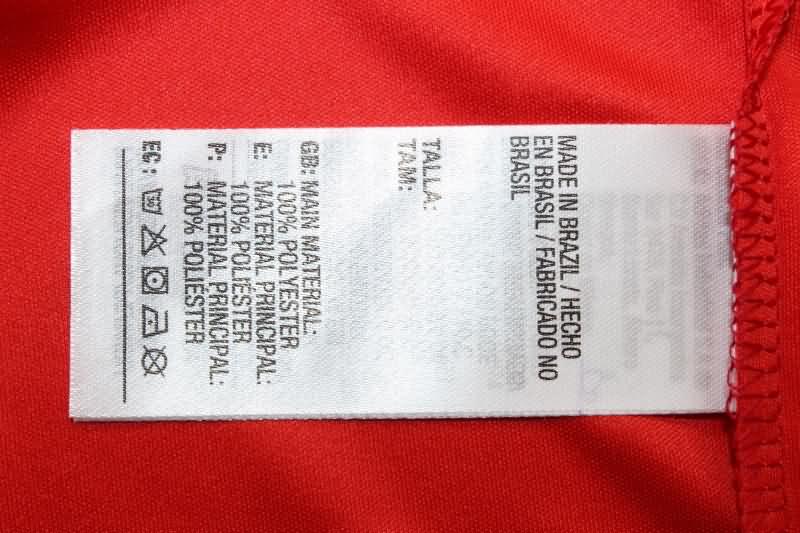 MADE IN BRAZIL / HECHO
EN BRASIL / FABRICADO NO
BRASIL
TALLA:
TAM:
GB: MAIN MATERIAL:
100% POLYESTER
E: MATERIAL PRINCIPAL:
100% POLIÉSTER
P: MATERIAL PRINCIPAL:
100% POLIÉSTER
EC: